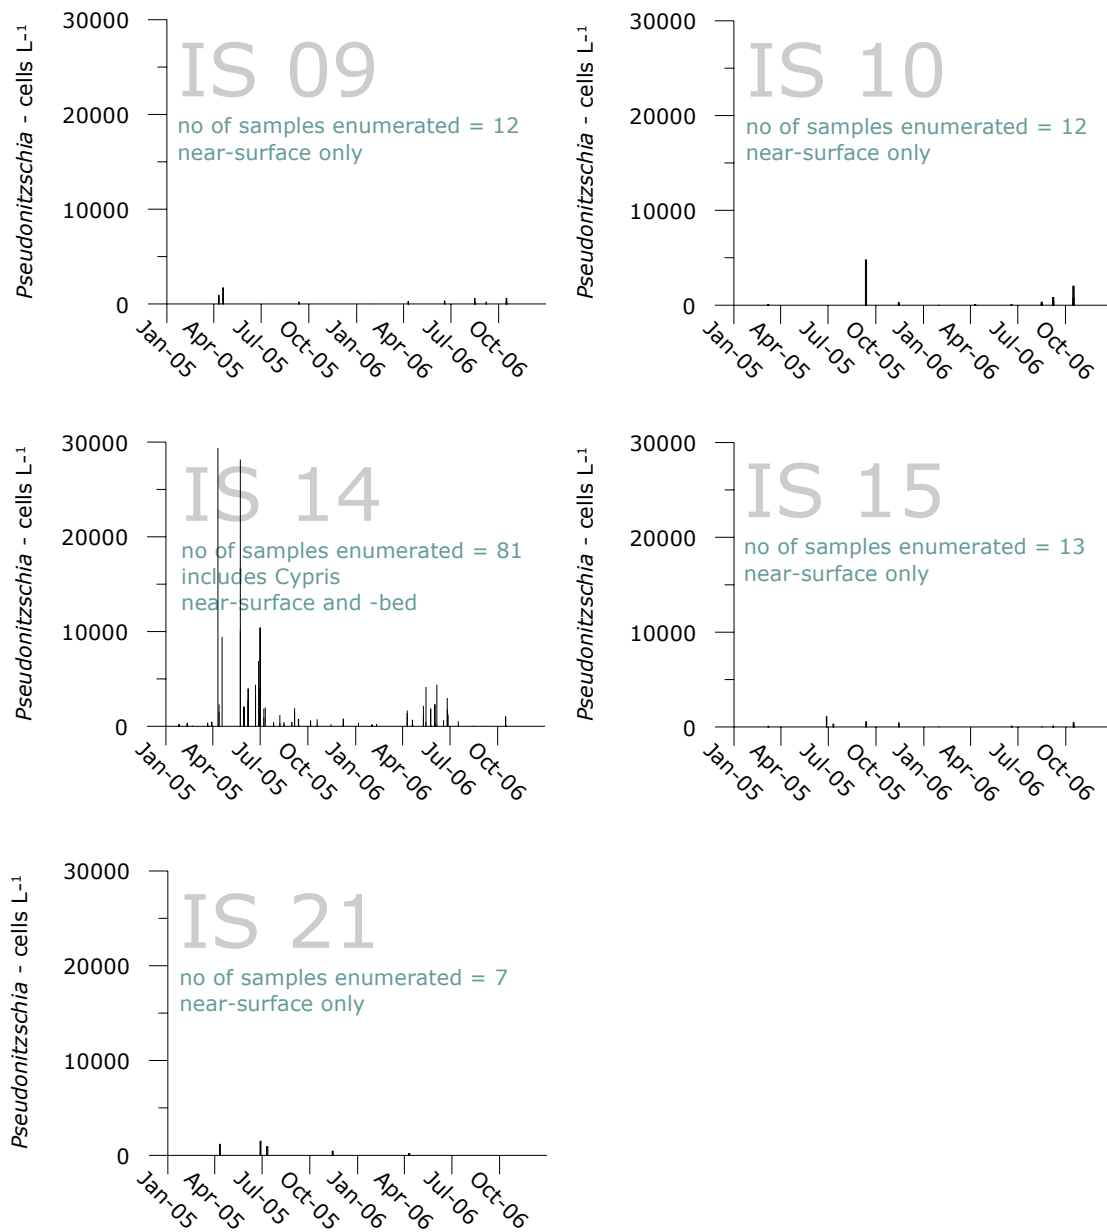 30000
20000
10000
0
Pseudonitzschia - cells L-1
IS 09
no of samples enumerated = 12
near-surface only
Jan-05
Apr-05
Jul-05
Oct-05
Jan-06
Apr-06
Jul-06
Oct-06
30000
20000
10000
0
Pseudonitzschia - cells L-1
IS 10
no of samples enumerated = 12
near-surface only
Jan-05
Apr-05
Jul-05
Oct-05
Jan-06
Apr-06
Jul-06
Oct-06
30000
20000
10000
0
Pseudonitzschia - cells L-1
IS 14
no of samples enumerated = 81
includes Cypris
near-surface and -bed
Jan-05
Apr-05
Jul-05
Oct-05
Jan-06
Apr-06
Jul-06
Oct-06
30000
20000
10000
0
Pseudonitzschia - cells L-1
IS 15
no of samples enumerated = 13
near-surface only
Jan-05
Apr-05
Jul-05
Oct-05
Jan-06
Apr-06
Jul-06
Oct-06
30000
20000
10000
0
Pseudonitzschia - cells L-1
IS 21
no of samples enumerated = 7
near-surface only
Jan-05
Apr-05
Jul-05
Oct-05
Jan-06
Apr-06
Jul-06
Oct-06